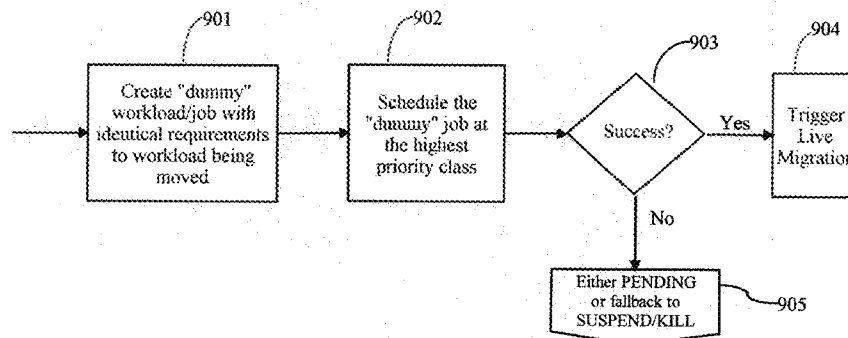 901
902
903
904
Create "dummy"
workload/job with
identical requirements
to workload being
moved
Schedule the
"dummy" job at
the highest
priority class
Success?
Yes
Trigger
Live
Migration
No
Either PENDING
or fallback to
SUSPEND/KILL
905